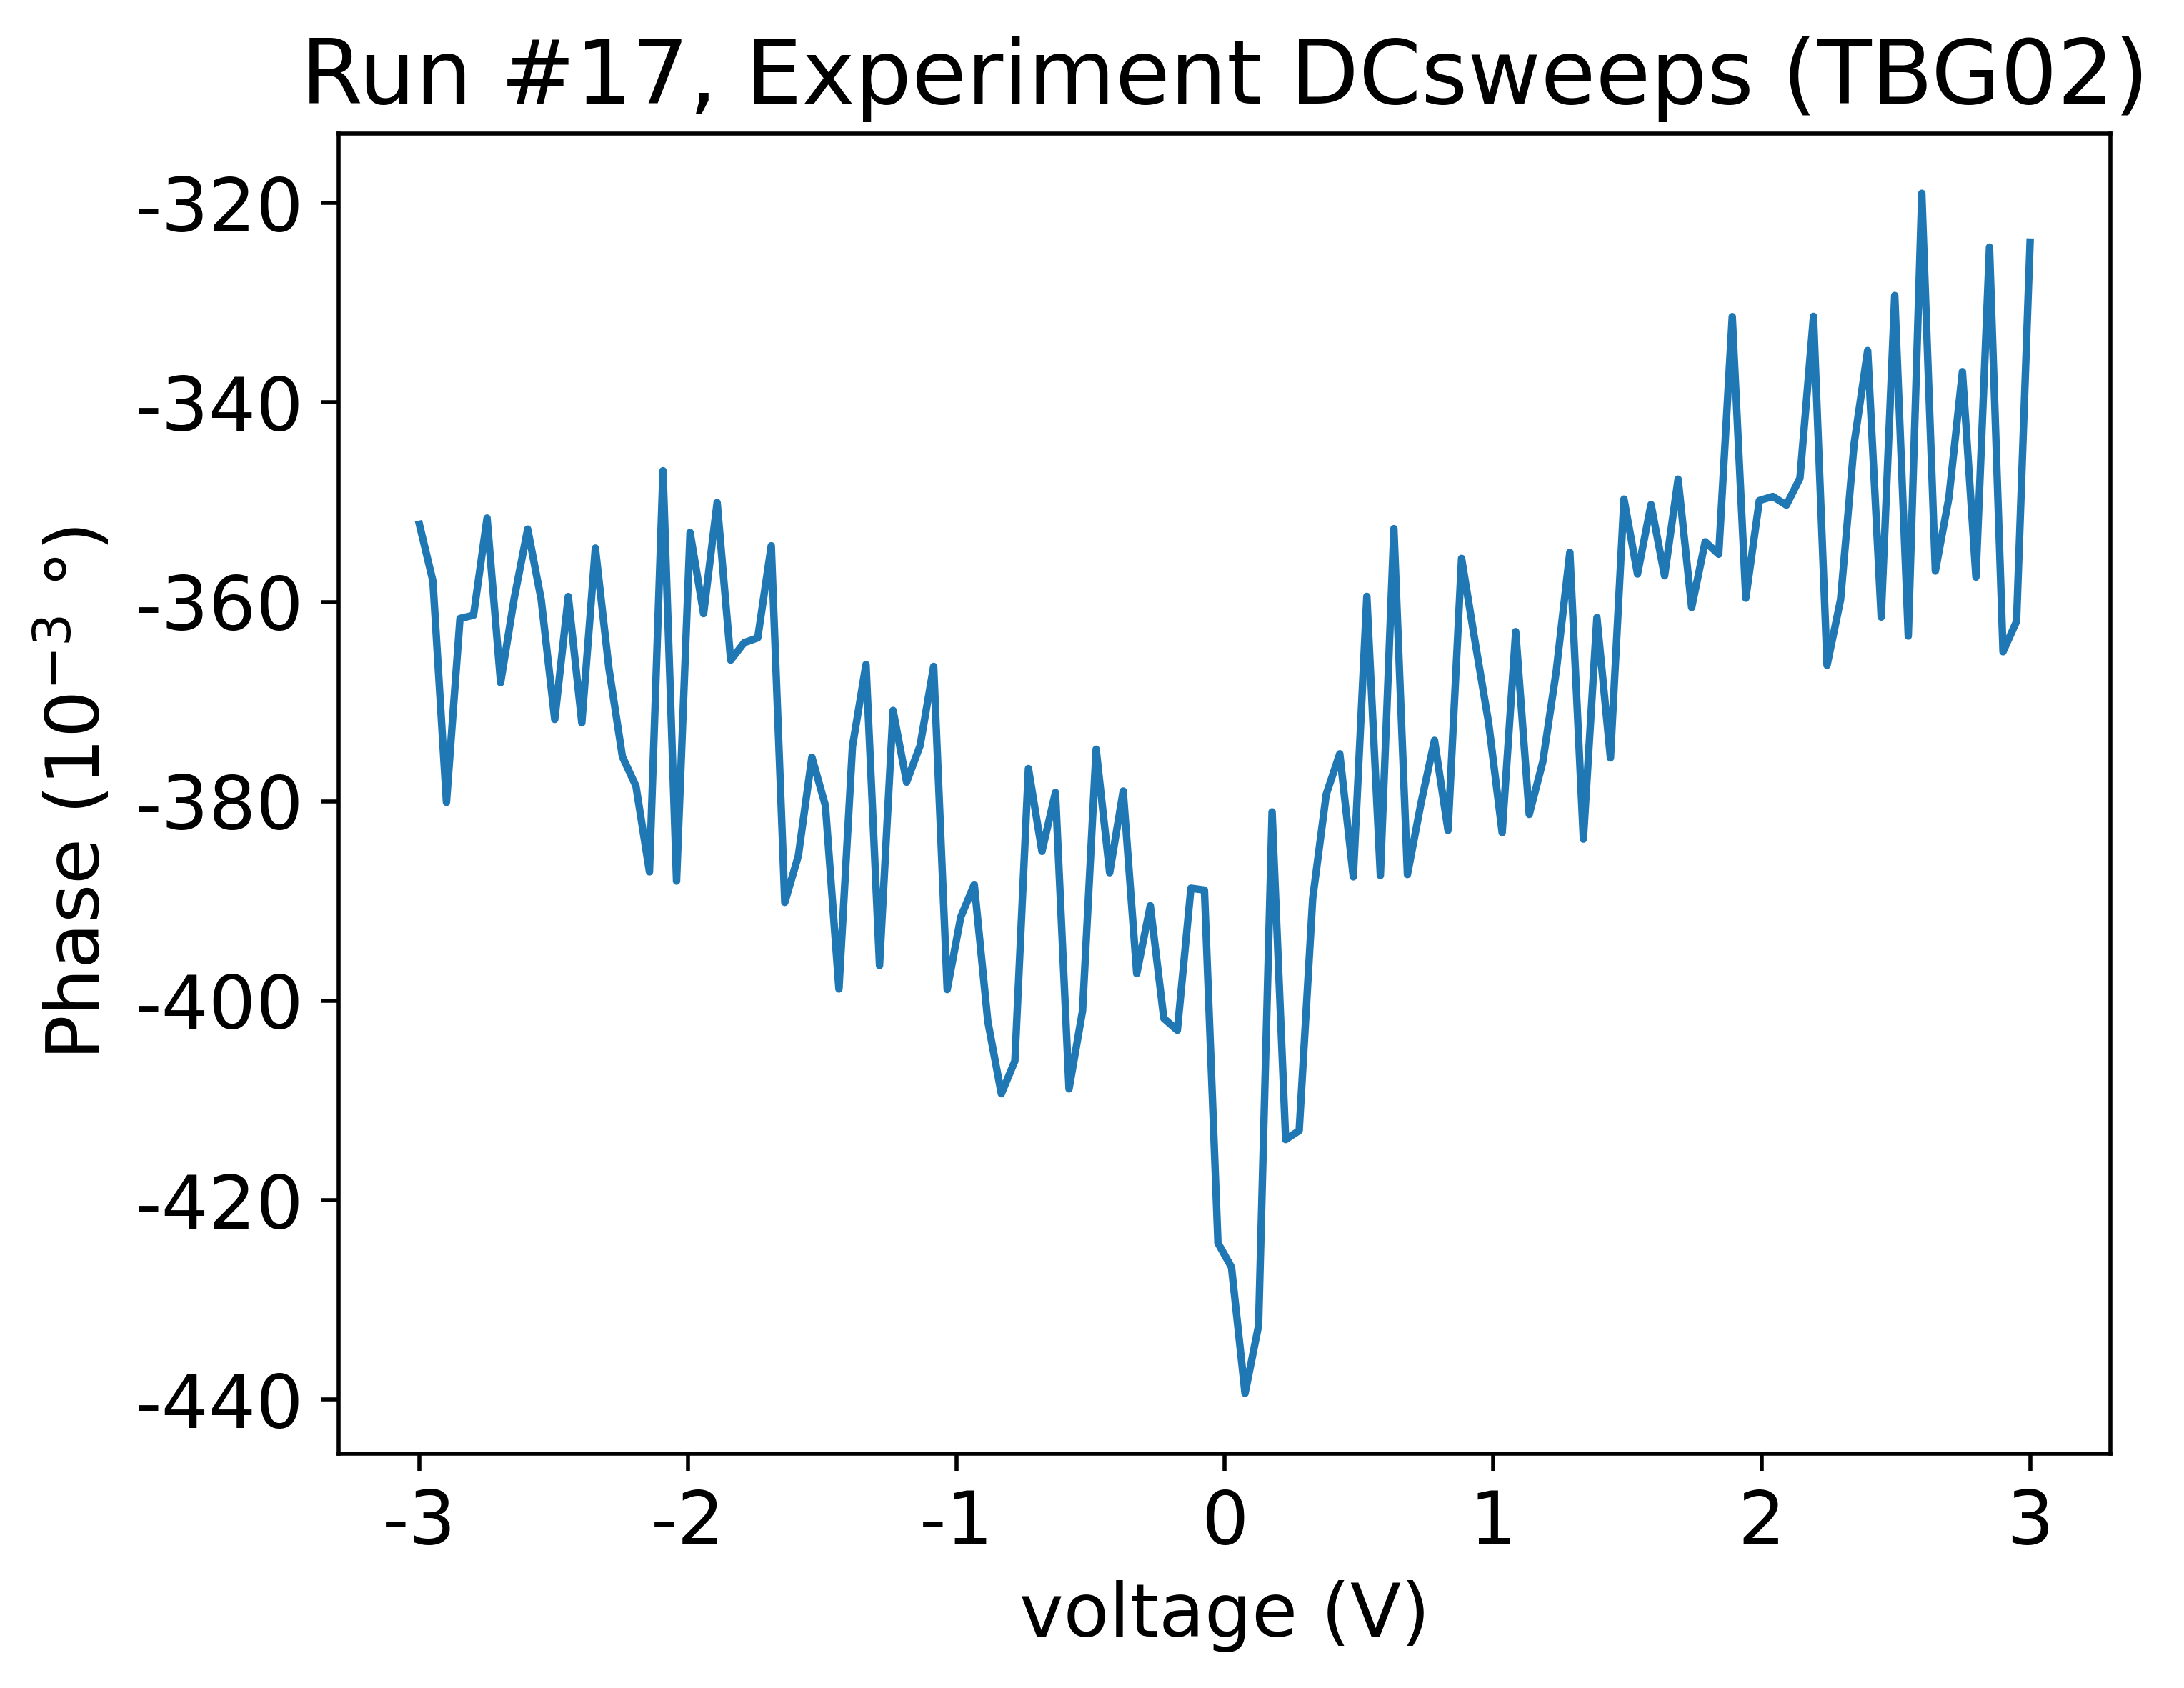 Run #17, Experiment DCsweeps (TBG02)
Phase (10⁻³ °)
-320
-340
-360
-380
-400
-420
-440
-3 -2 -1 0 1 2 3
voltage (V)